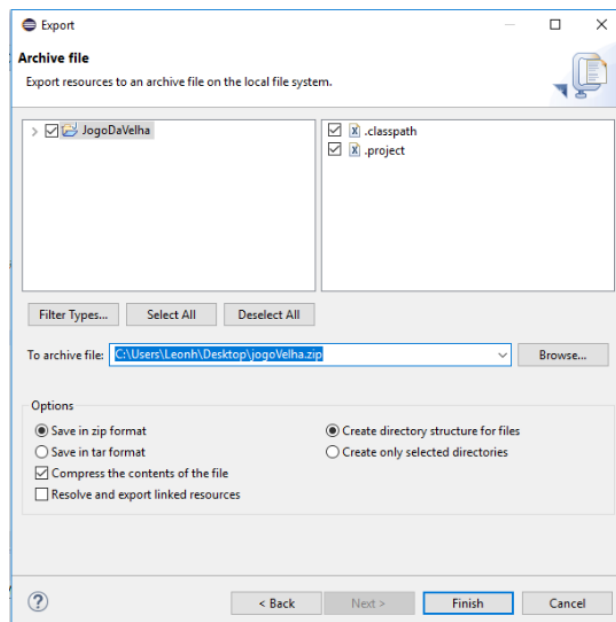 Export
Archive file
Export resources to an archive file on the local file system.
JogoDaVelha
.classpath
.project
Filter Types...
Select All
Deselect All
To archive file:
C:\Users\Leonh\Desktop\jogoVelha.zip
Browse...
Options
Save in zip format
Create directory structure for files
Save in tar format
Create only selected directories
Compress the contents of the file
Resolve and export linked resources
?
< Back
Next >
Finish
Cancel